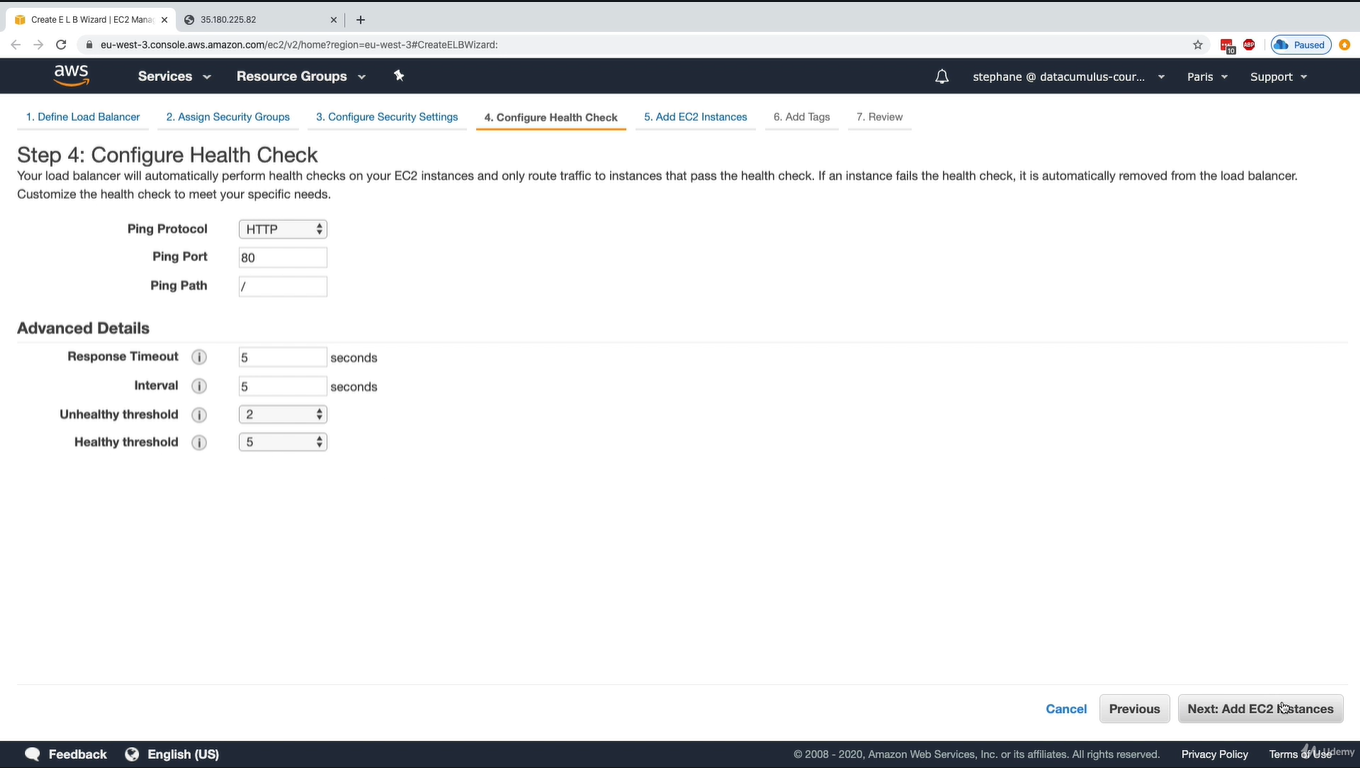 Create E L B Wizard | EC2 Mana
35.180.225.82
eu-west-3.console.aws.amazon.com/ec2/v2/home?region=eu-west-3#CreateELBWizard:
10
ABP
Paused
aws
Services
Resource Groups
stephane @ datacumulus-cour...
Paris
Support
1. Define Load Balancer
2. Assign Security Groups
3. Configure Security Settings
4. Configure Health Check
5. Add EC2 Instances
6. Add Tags
7. Review
Step 4: Configure Health Check
Your load balancer will automatically perform health checks on your EC2 instances and only route traffic to instances that pass the health check. If an instance fails the health check, it is automatically removed from the load balancer.
Customize the health check to meet your specific needs.
Ping Protocol HTTP
Ping Port 80
Ping Path /
Advanced Details
Response Timeout i 5 seconds
Interval i 5 seconds
Unhealthy threshold i 2
Healthy threshold i 5
Cancel Previous Next: Add EC2 Instances
Feedback English (US) © 2008 - 2020, Amazon Web Services, Inc. or its affiliates. All rights reserved. Privacy Policy Terms of Use
Udemy